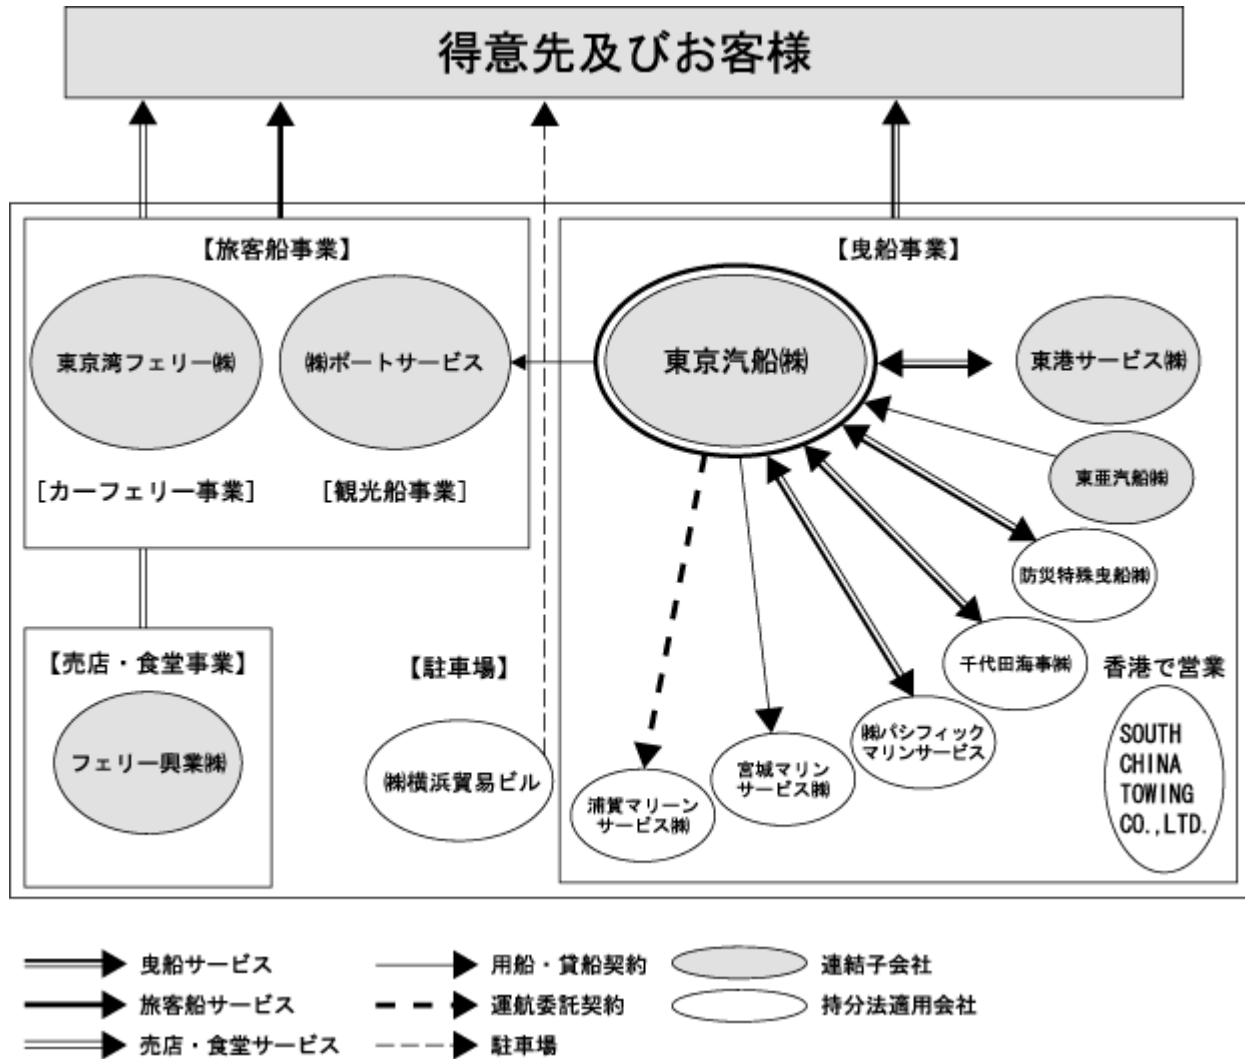 得意先及びお客様
【旅客船事業】
東京湾フェリー㈱
㈱ポートサービス
[カーフェリー事業]
[観光船事業]
【売店・食堂事業】
フェリー興業㈱
【駐車場】
㈱横浜貿易ビル
【曳船事業】
東京汽船㈱
東港サービス㈱
東亜汽船㈱
防災特殊曳船㈱
千代田海事㈱
㈱パシフィック
マリンサービス
宮城マリン
サービス㈱
浦賀マリーン
サービス㈱
香港で営業
SOUTH
CHINA
TOWING
CO.,LTD.
曳船サービス
旅客船サービス
売店・食堂サービス
用船・貸船契約
運航委託契約
駐車場
連結子会社
持分法適用会社